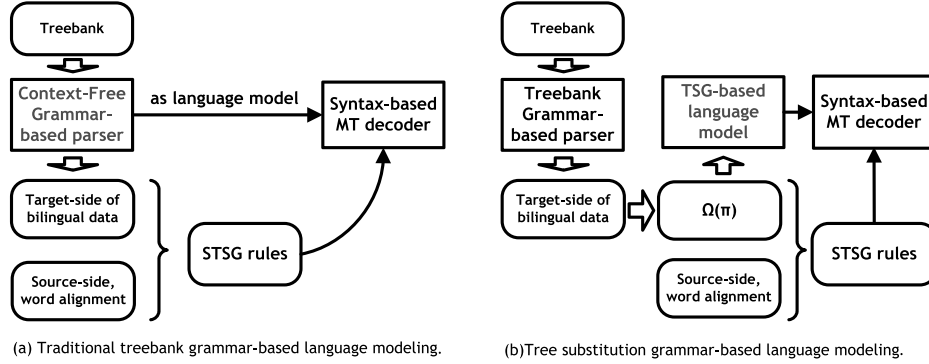 Treebank
Context-Free
Grammar-
based parser
as language model
Syntax-based
MT decoder
Target-side of
bilingual data
STSG rules
Source-side,
word alignment
(a) Traditional treebank grammar-based language modeling.
Treebank
Treebank
Grammar-
based parser
TSG-based
language
model
Syntax-based
MT decoder
Target-side of
bilingual data
Ω(π)
STSG rules
Source-side,
word alignment
(b)Tree substitution grammar-based language modeling.